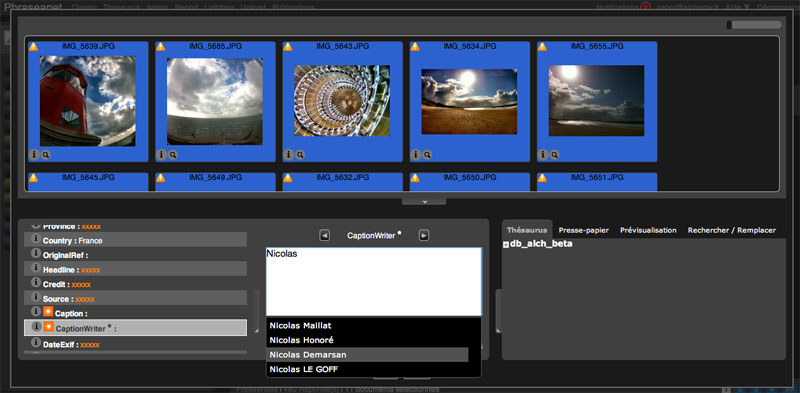 Phraseanet Classic Thesaurus Admin Report Lightbox Upload Publications Notifications Aide ▼ Déconnexion
IMG_5639.JPG IMG_5685.JPG IMG_5643.JPG IMG_5634.JPG IMG_5655.JPG
IMG_5645.JPG IMG_5649.JPG IMG_5632.JPG IMG_5650.JPG IMG_5651.JPG
Province : xxxxx
Country : France
OriginalRef :
Headline : xxxxx
Credit : xxxxx
Source : xxxxx
Caption :
CaptionWriter * :
DateExif : xxxxx
CaptionWriter *
Nicolas
Nicolas Maillat
Nicolas Honoré
Nicolas Demarsan
Nicolas LE GOFF
Thésaurus Presse-papier Prévisualisation Rechercher / Remplacer
db_alch_beta
documents sélectionnés